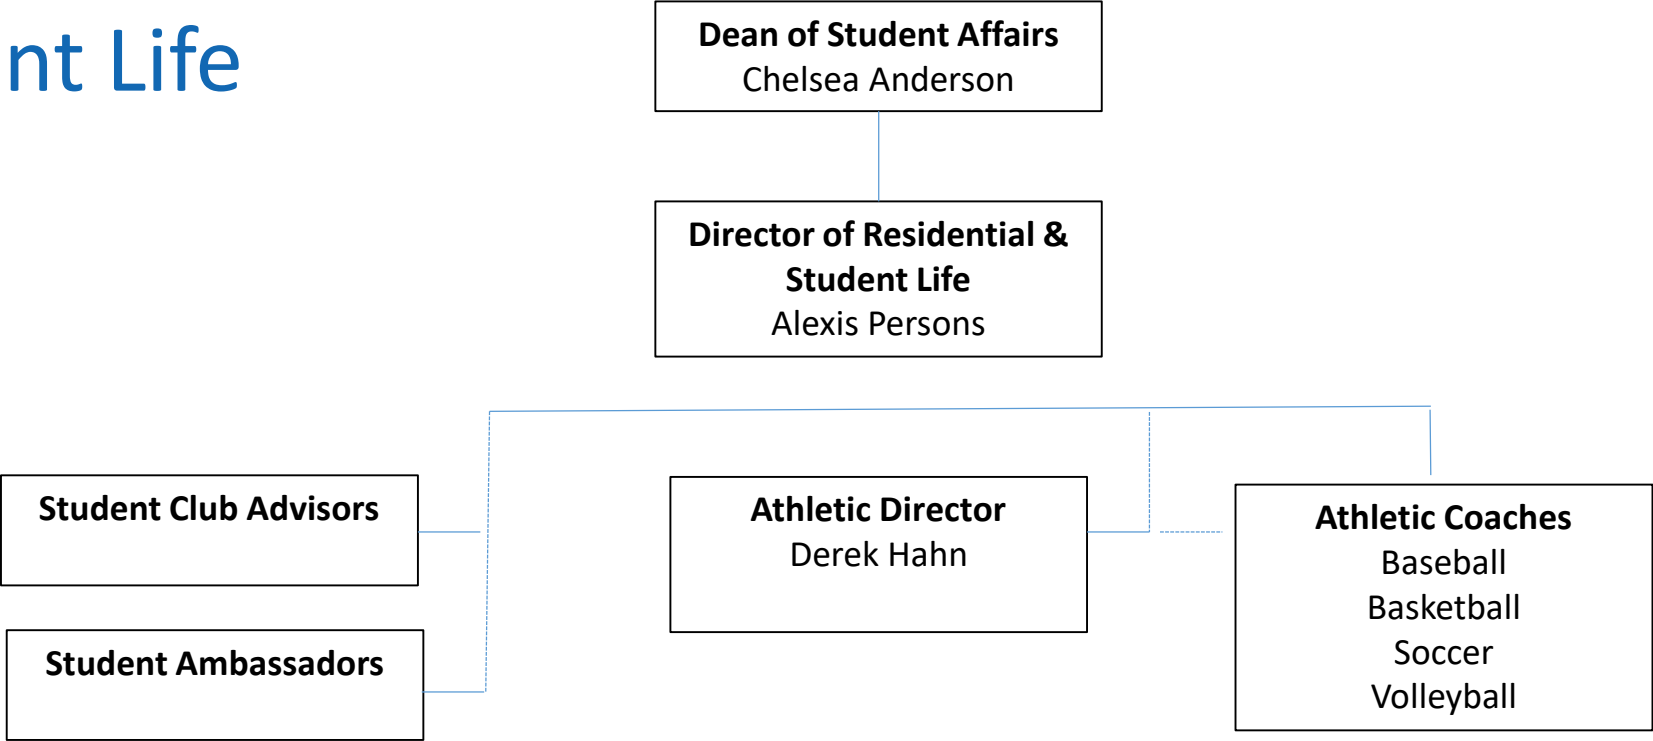 nt Life
Dean of Student Affairs
Chelsea Anderson
Director of Residential &
Student Life
Alexis Persons
Student Club Advisors
Student Ambassadors
Athletic Director
Derek Hahn
Athletic Coaches
Baseball
Basketball
Soccer
Volleyball